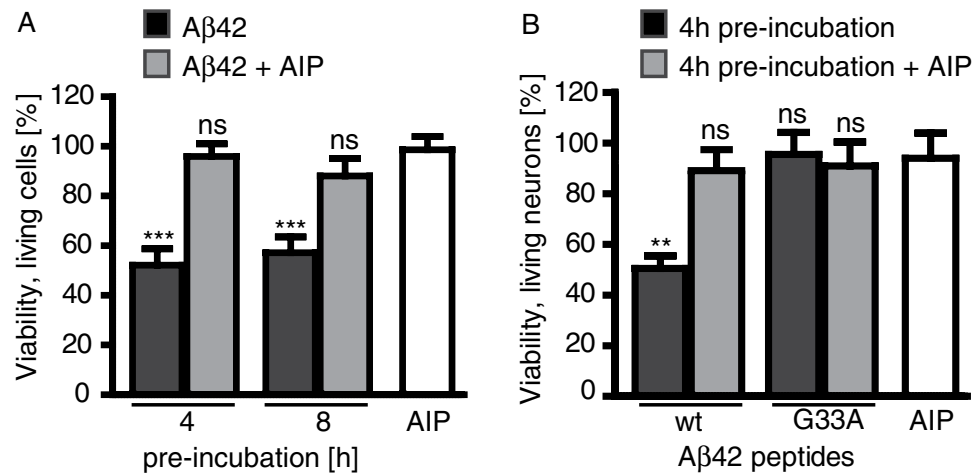 A
Aβ42
Aβ42 + AIP
Viability, living cells [%]
120
100
80
60
40
20
0
***
ns
***
ns
4
8
AIP
pre-incubation [h]
B
4h pre-incubation
4h pre-incubation + AIP
Viability, living neurons [%]
120
100
80
60
40
20
0
**
ns
ns
ns
wt
G33A
AIP
Aβ42 peptides